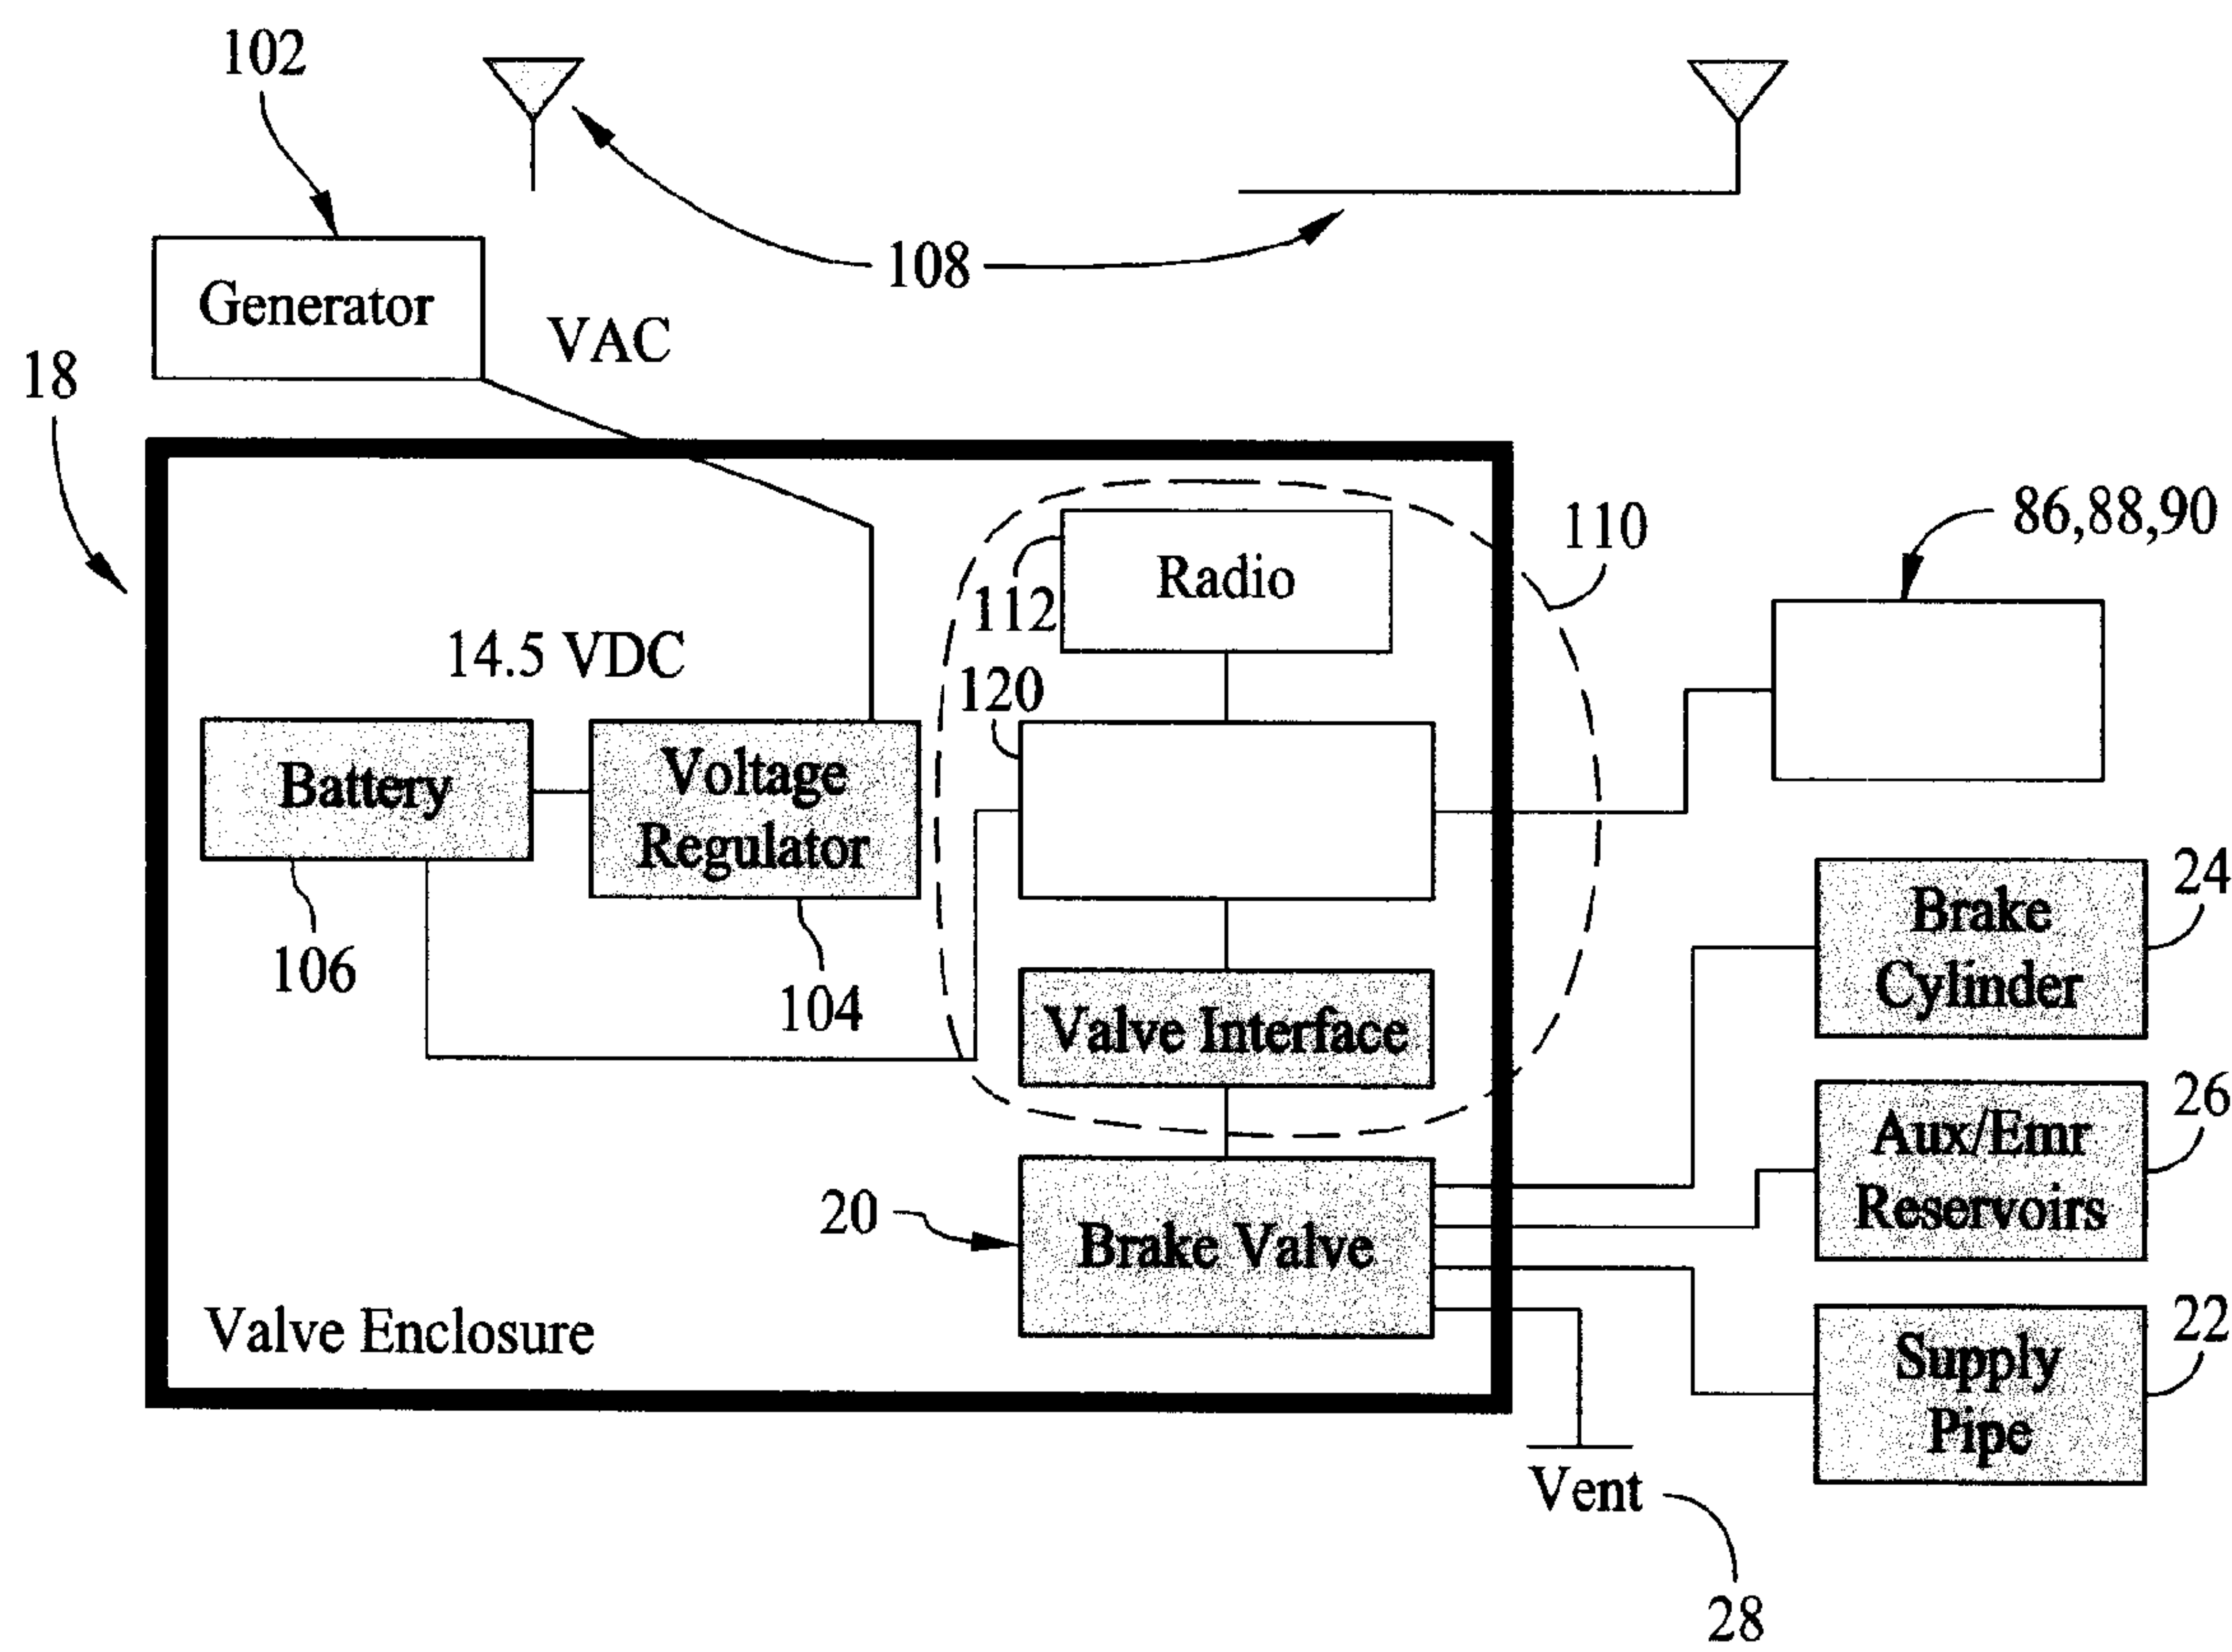 102
108
Generator
VAC
18
86,88,90
110
Radio
112
14.5 VDC
120
Battery
Voltage
Regulator
106
104
Brake
Cylinder
24
Valve Interface
Aux/Emr
Reservoirs
26
20
Brake Valve
Supply
Pipe
22
Valve Enclosure
Vent
28